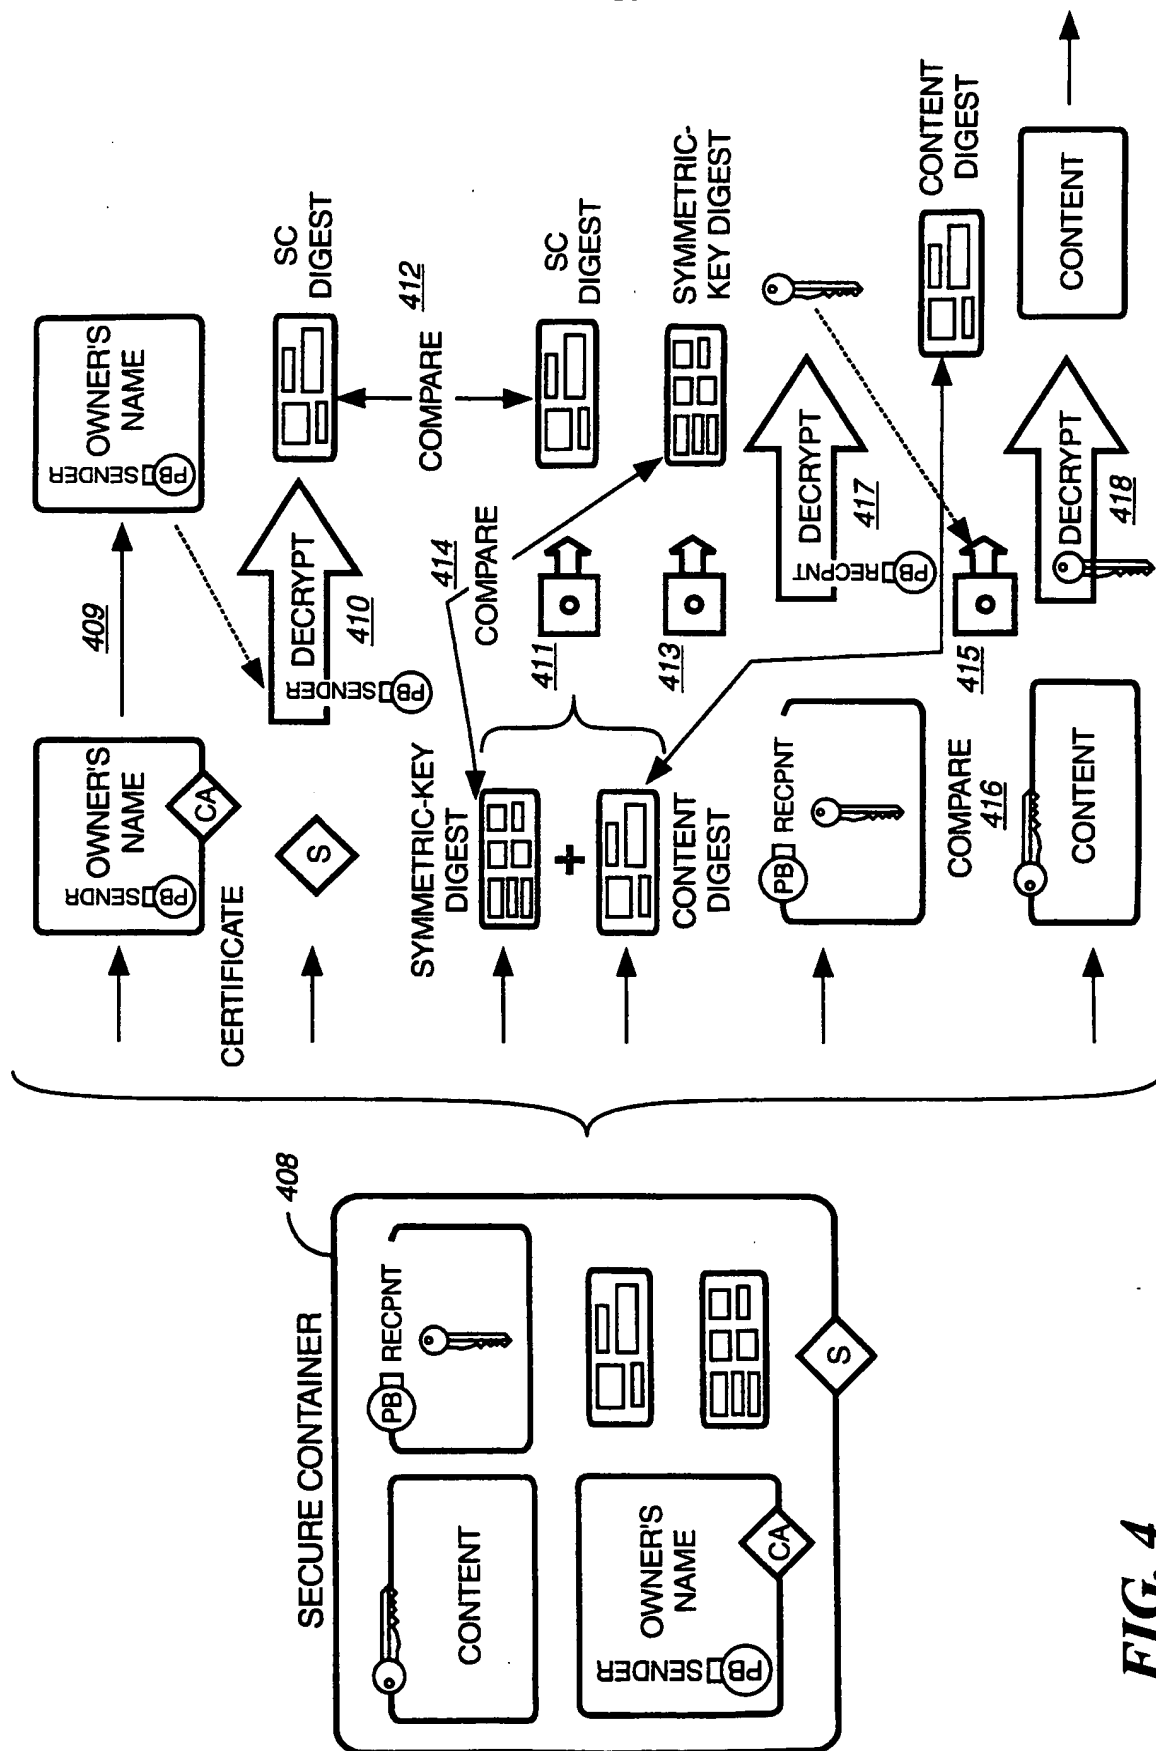 SECURE CONTAINER
408
CONTENT
PB
RECPNT
OWNER'S
NAME
PB
SENDER
CA
S
OWNER'S
NAME
PB
SENDR
CA
CERTIFICATE
409
OWNER'S
NAME
PB
SENDER
S
DECRYPT
410
PB
SENDER
SC
DIGEST
COMPARE
412
SYMMETRIC-KEY
DIGEST
+
CONTENT
DIGEST
414
COMPARE
411
413
SC
DIGEST
SYMMETRIC-
KEY DIGEST
PB
RECPNT
DECRYPT
417
PB
RECPNT
COMPARE
416
415
CONTENT
DIGEST
CONTENT
DECRYPT
418
CONTENT
FIG. 4